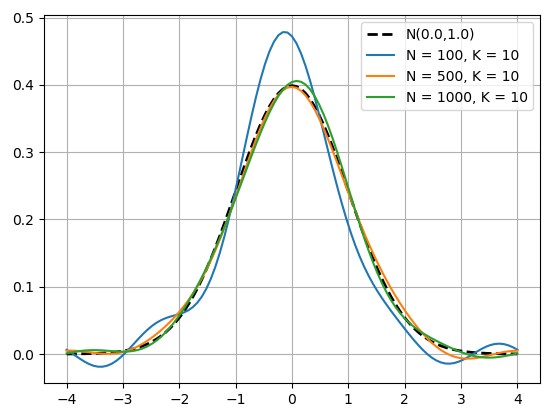 0.5
0.4
0.3
0.2
0.1
0.0
−4 −3 −2 −1 0 1 2 3 4
N(0.0,1.0)
N = 100, K = 10
N = 500, K = 10
N = 1000, K = 10